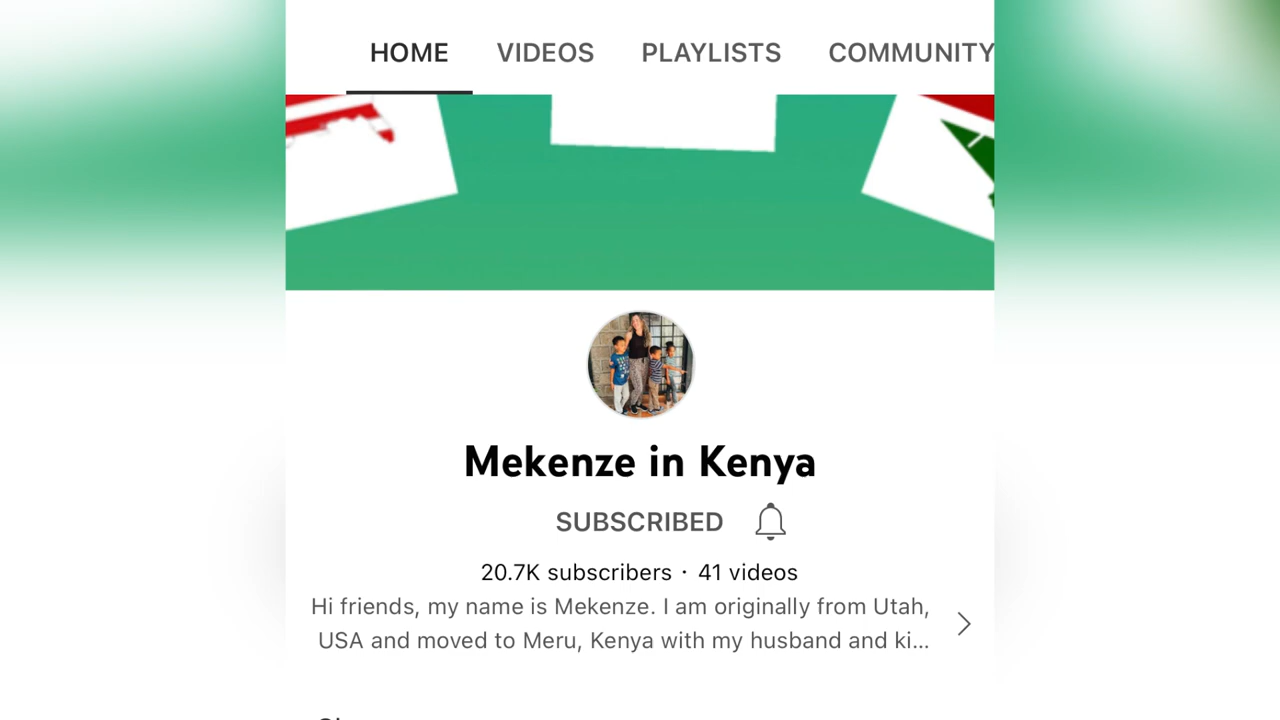 HOME VIDEOS PLAYLISTS COMMUNITY
Mekenze in Kenya
SUBSCRIBED
20.7K subscribers · 41 videos
Hi friends, my name is Mekenze. I am originally from Utah,
USA and moved to Meru, Kenya with my husband and ki...